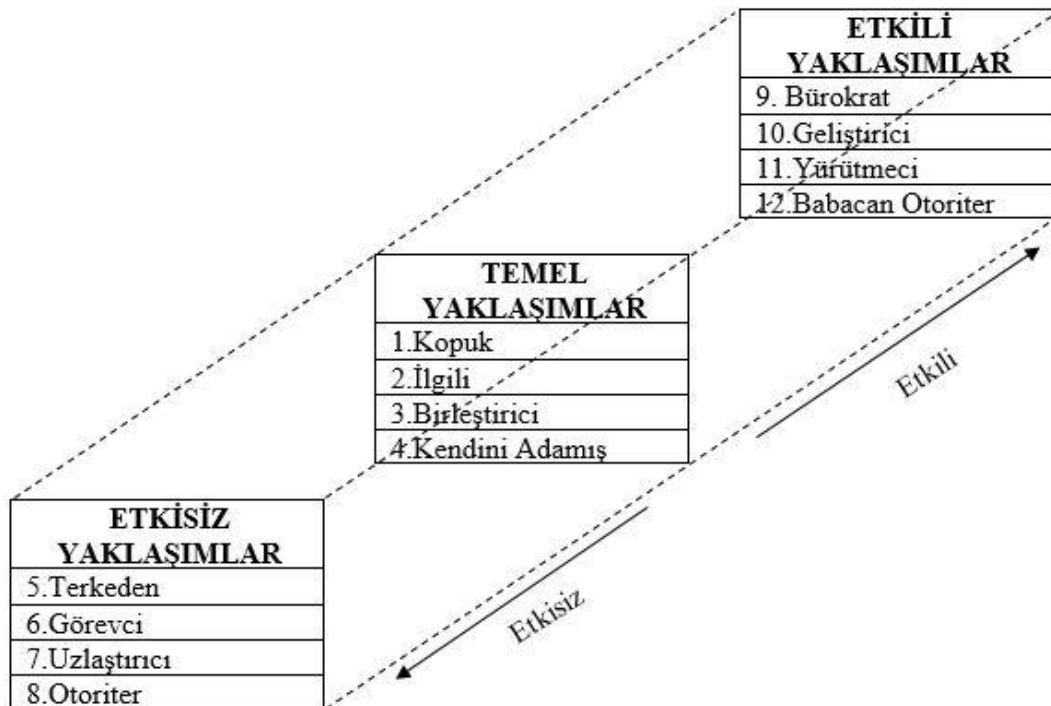 ETKİLİ
YAKLAŞIMLAR
9. Bürokrat
10.Geliştirici
11.Yürütmeci
12.Babacan Otoriter
TEMEL
YAKLAŞIMLAR
1.Kopuk
2.İlgili
3.Birleştirici
4.Kendini Adamış
Etkili
ETKİSİZ
YAKLAŞIMLAR
5.Terkeden
6.Görevci
7.Uzlaştırıcı
8.Otoriter
Etkisiz